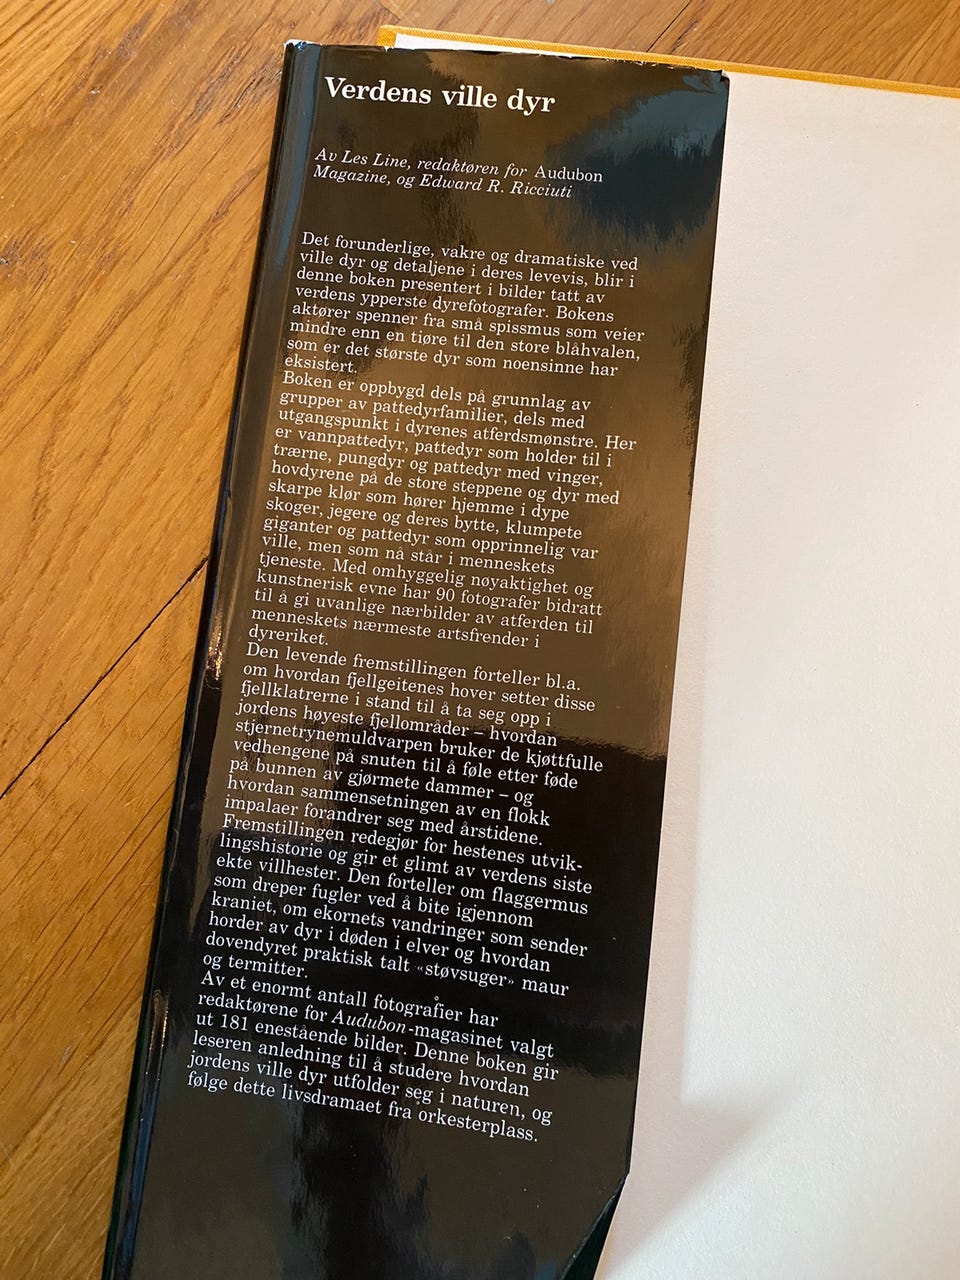 Verdens ville dyr
Av Les Line, redaktøren for Audubon
Magazine, og Edward R. Ricciuti
Det forunderlige, vakre og dramatiske ved
ville dyr og detaljene i deres levevis, blir i
denne boken presentert i bilder tatt av
verdens ypperste dyrefotografer. Bokens
aktører spenner fra små spissmus som veier
mindre enn en tiøre til den store blåhvalen,
som er det største dyr som noensinne har
eksistert.
Boken er oppbygd dels på grunnlag av
grupper av pattedyrfamilier, dels med
utgangspunkt i dyrenes atferdsmønstre. Her
er vannpattedyr, pattedyr som holder til i
trærne, pungdyr og pattedyr med vinger,
hovdyrene på de store steppene og dyr med
skarpe klør som hører hjemme i dype
skoger, jegere og deres bytte, klumpete
giganter og pattedyr som opprinnelig var
ville, men som nå står i menneskets
tjeneste. Med omhyggelig nøyaktighet og
kunstnerisk evne har 90 fotografer bidratt
til å gi uvanlige nærbilder av atferden til
menneskets nærmeste artsfrender i
dyreriket.
Den levende fremstillingen forteller bl.a.
om hvordan fjellgeitenes hover setter disse
fjellklatrerne i stand til å ta seg opp i
jordens høyeste fjellområder – hvordan
stjernetrynemuldvarpen bruker de kjøttfulle
vedhengene på snuten til å føle etter føde
på bunnen av gjørmete dammer – og
hvordan sammensetningen av en flokk
impalaer forandrer seg med årstidene.
Fremstillingen redegjør for hestenes utvik-
lingshistorie og gir et glimt av verdens siste
ekte villhester. Den forteller om flaggermus
som dreper fugler ved å bite igjennom
kraniet, om ekornets vandringer som sender
horder av dyr i døden i elver og hvordan
dovendyret praktisk talt «støvsuger» maur
og termitter.
Av et enormt antall fotografier har
redaktørene for Audubon-magasinet valgt
ut 181 enestående bilder. Denne boken gir
leseren anledning til å studere hvordan
jordens ville dyr utfolder seg i naturen, og
følge dette livsdramaet fra orkesterplass.